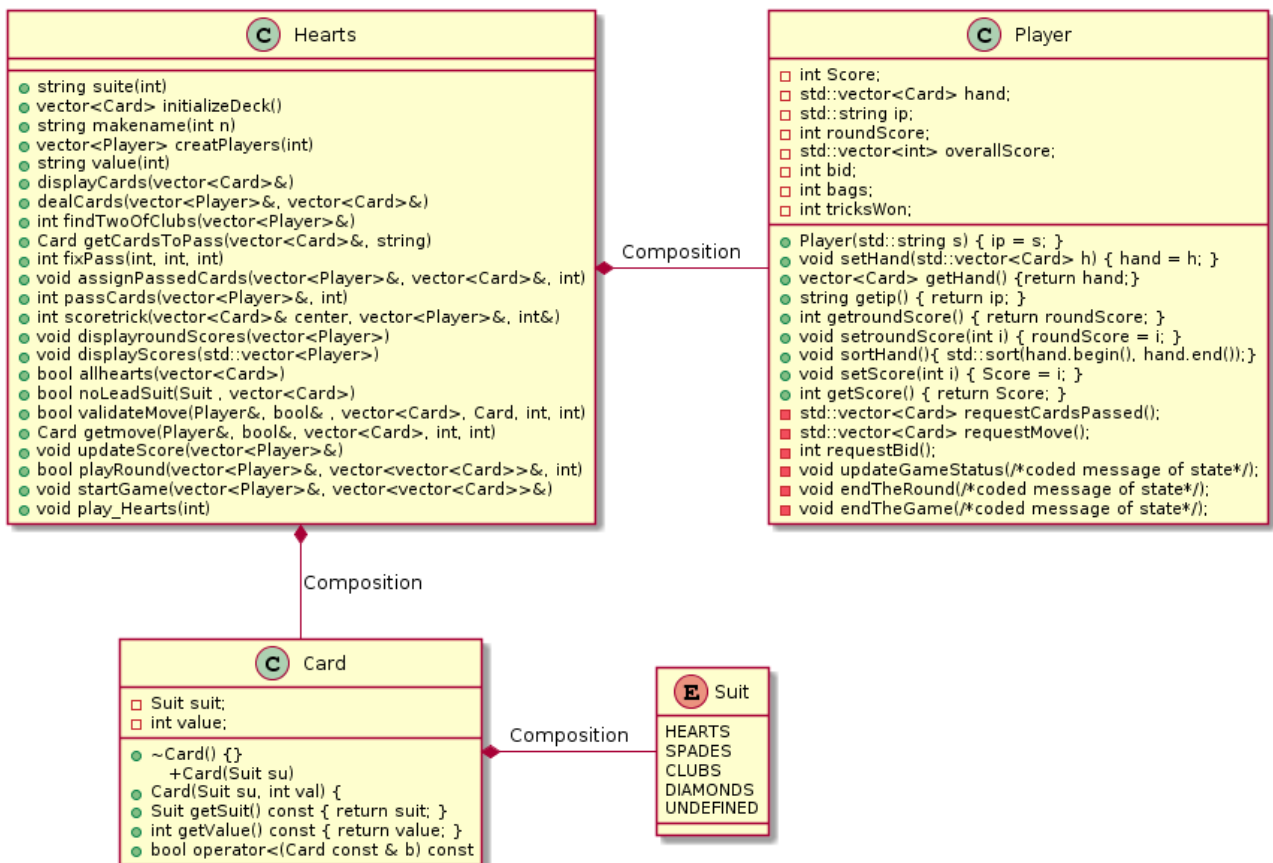 C Hearts
string suite(int)
vector<Card> initializeDeck()
string makename(int n)
vector<Player> creatPlayers(int)
string value(int)
displayCards(vector<Card>&)
dealCards(vector<Player>&, vector<Card>&)
int findTwoOfClubs(vector<Player>&)
Card getCardsToPass(vector<Card>&, string)
int fixPass(int, int, int)
void assignPassedCards(vector<Player>&, vector<Card>&, int)
int passCards(vector<Player>&, int)
int scoretrick(vector<Card>& center, vector<Player>&, int&)
void displayroundScores(vector<Player>)
void displayScores(std::vector<Player>)
bool allhearts(vector<Card>)
bool noLeadSuit(Suit , vector<Card>)
bool validateMove(Player&, bool& , vector<Card>, Card, int, int)
Card getmove(Player&, bool&, vector<Card>, int, int)
void updateScore(vector<Player>&)
bool playRound(vector<Player>&, vector<vector<Card>>&, int)
void startGame(vector<Player>&, vector<vector<Card>>&)
void play_Hearts(int)
Composition
C Player
int Score;
std::vector<Card> hand;
std::string ip;
int roundScore;
std::vector<int> overallScore;
int bid;
int bags;
int tricksWon;
Player(std::string s) { ip = s; }
void setHand(std::vector<Card> h) { hand = h; }
vector<Card> getHand() {return hand;}
string getip() { return ip; }
int getroundScore() { return roundScore; }
void setroundScore(int i) { roundScore = i; }
void sortHand(){ std::sort(hand.begin(), hand.end());}
void setScore(int i) { Score = i; }
int getScore() { return Score; }
std::vector<Card> requestCardsPassed();
std::vector<Card> requestMove();
int requestBid();
void updateGameStatus(/*coded message of state*/);
void endTheRound(/*coded message of state*/);
void endTheGame(/*coded message of state*/);
Composition
C Card
Suit suit;
int value;
~Card() {}
+Card(Suit su)
Card(Suit su, int val) {
Suit getSuit() const { return suit; }
int getValue() const { return value; }
bool operator<(Card const & b) const
Composition
E Suit
HEARTS
SPADES
CLUBS
DIAMONDS
UNDEFINED